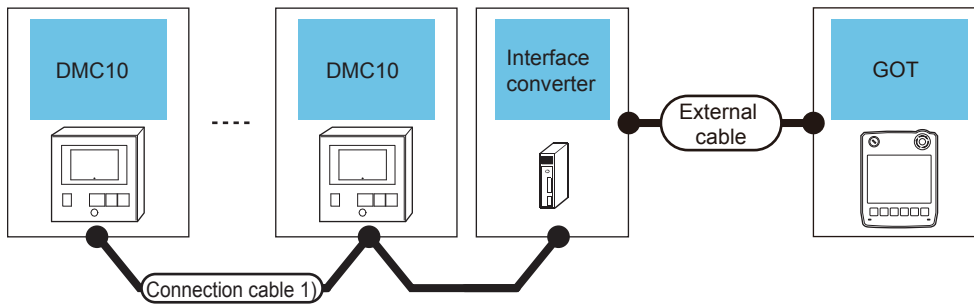 DMC10
DMC10
Interface
converter
GOT
External
cable
Connection cable 1)